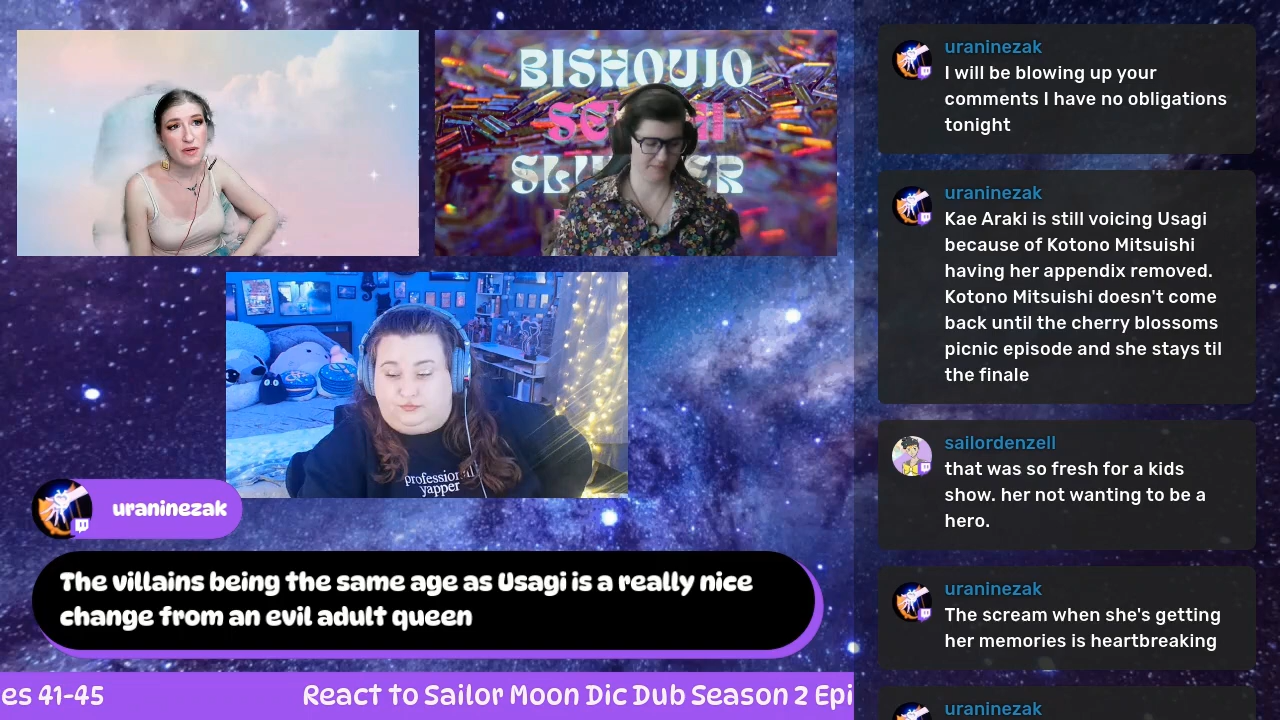 BISHOUJO
professional
yapper
uraninezak
The villains being the same age as Usagi is a really nice
change from an evil adult queen
es 41-45
React to Sailor Moon Dic Dub Season 2 Epi
uraninezak
I will be blowing up your
comments I have no obligations
tonight
uraninezak
Kae Araki is still voicing Usagi
because of Kotono Mitsuishi
having her appendix removed.
Kotono Mitsuishi doesn't come
back until the cherry blossoms
picnic episode and she stays til
the finale
sailordenzell
that was so fresh for a kids
show. her not wanting to be a
hero.
uraninezak
The scream when she's getting
her memories is heartbreaking
uraninezak